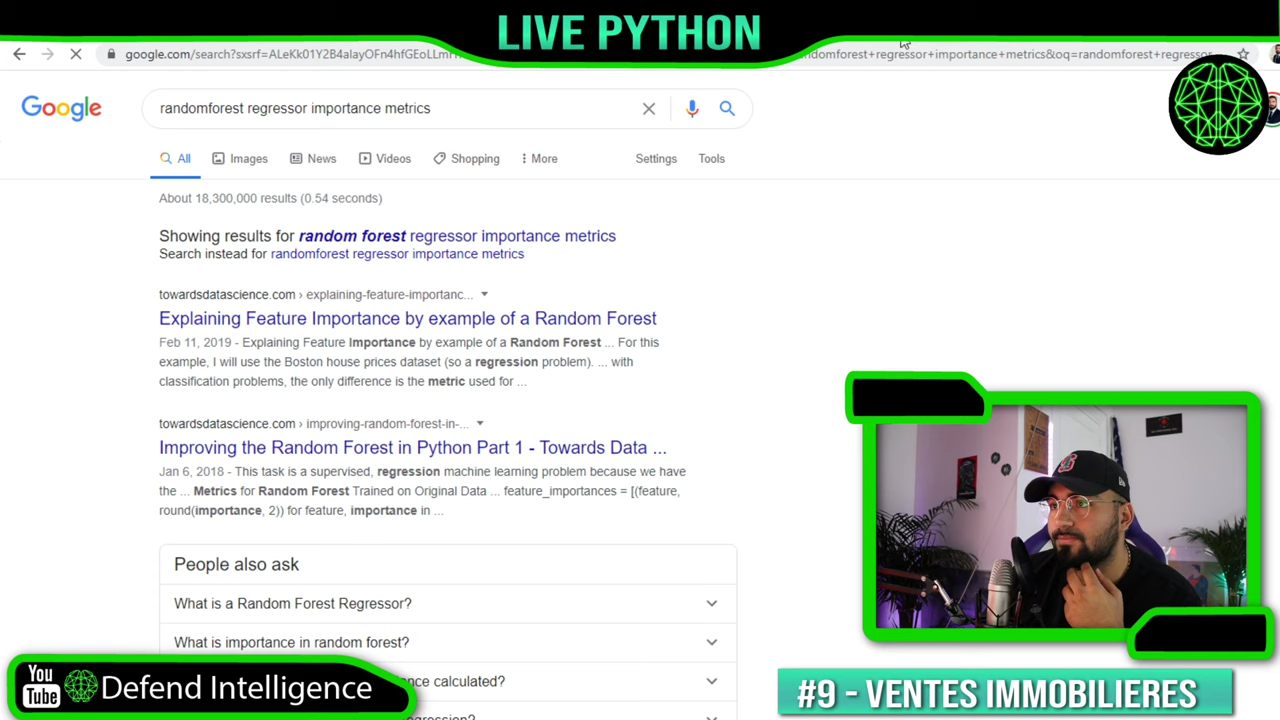 LIVE PYTHON
google.com/search?sxsrf=ALeKk01Y2B4alayOFn4hfGEoLLm
domforest+regressor+importance+metrics&oq=randomforest+regressor
Google
randomforest regressor importance metrics
All Images News Videos Shopping More Settings Tools
About 18,300,000 results (0.54 seconds)
Showing results for random forest regressor importance metrics
Search instead for randomforest regressor importance metrics
towardsdatascience.com › explaining-feature-importanc...
Explaining Feature Importance by example of a Random Forest
Feb 11, 2019 - Explaining Feature Importance by example of a Random Forest ... For this
example, I will use the Boston house prices dataset (so a regression problem). ... with
classification problems, the only difference is the metric used for ...
towardsdatascience.com › improving-random-forest-in-...
Improving the Random Forest in Python Part 1 - Towards Data ...
Jan 6, 2018 - This task is a supervised, regression machine learning problem because we have
the ... Metrics for Random Forest Trained on Original Data ... feature_importances = [(feature,
round(importance, 2)) for feature, importance in ...
People also ask
What is a Random Forest Regressor?
What is importance in random forest?
nce calculated?
You
Tube
Defend Intelligence
#9 - VENTES IMMOBILIERES